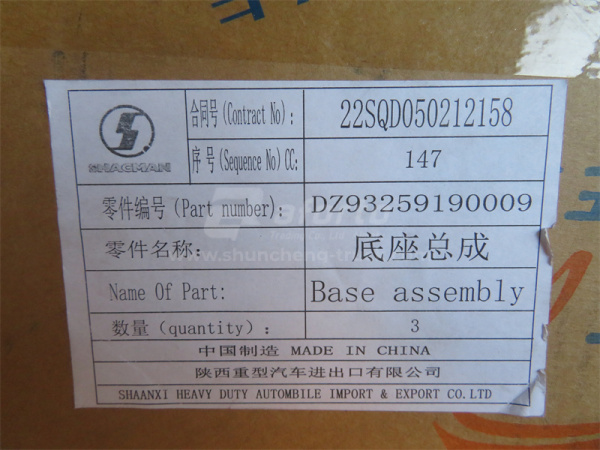 SHACMAN
合同号(Contract No): 22SQD050212158
序号(Sequence No)CC: 147
零件编号(Part number): DZ93259190009
零件名称: 底座总成
Name Of Part: Base assembly
数量(quantity): 3
中国制造 MADE IN CHINA
陕西重型汽车进出口有限公司
SHAANXI HEAVY DUTY AUTOMBILE IMPORT & EXPORT CO.LTD